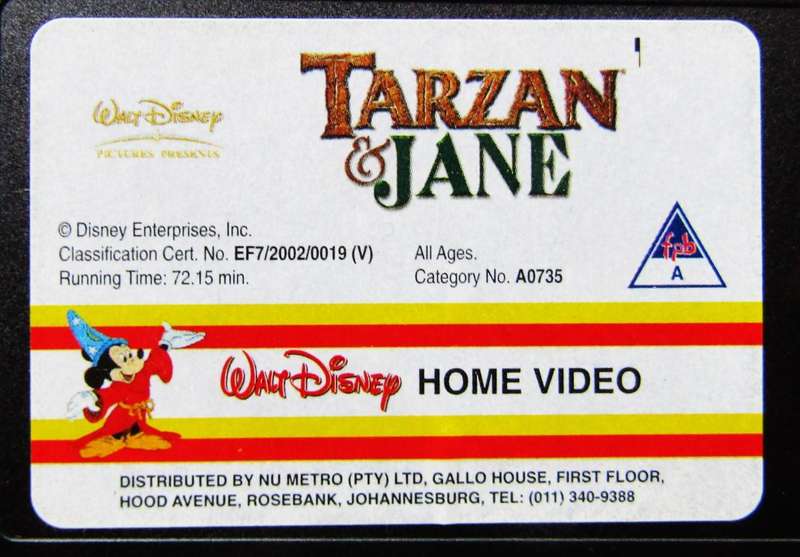 WALT DISNEY
PICTURES PRESENTS
TARZAN
& JANE
© Disney Enterprises, Inc.
Classification Cert. No. EF7/2002/0019 (V)
Running Time: 72.15 min.
All Ages.
Category No. A0735
fpb
A
WALT DISNEY HOME VIDEO
DISTRIBUTED BY NU METRO (PTY) LTD, GALLO HOUSE, FIRST FLOOR,
HOOD AVENUE, ROSEBANK, JOHANNESBURG, TEL: (011) 340-9388